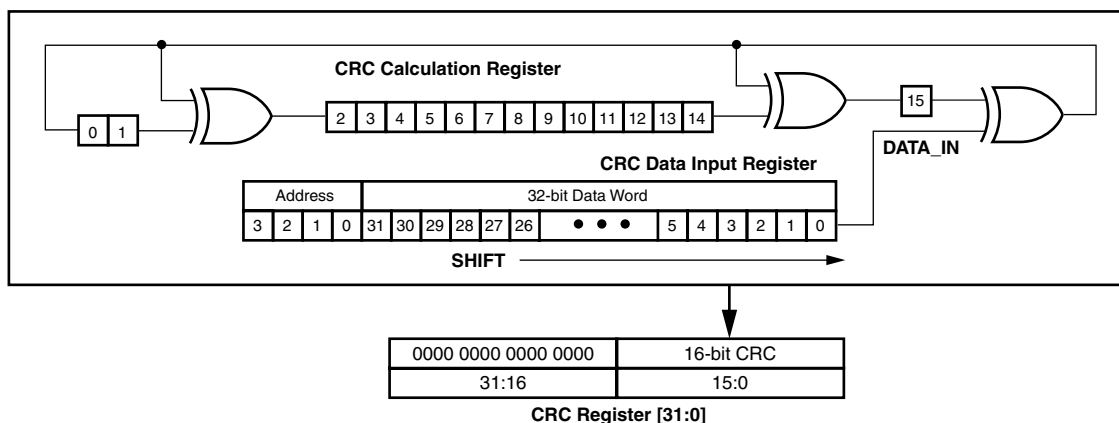 CRC Calculation Register
0 1
2 3 4 5 6 7 8 9 10 11 12 13 14
15
DATA_IN
CRC Data Input Register
Address 32-bit Data Word
3 2 1 0 31 30 29 28 27 26 • • • 5 4 3 2 1 0
SHIFT
0000 0000 0000 0000 16-bit CRC
31:16 15:0
CRC Register [31:0]